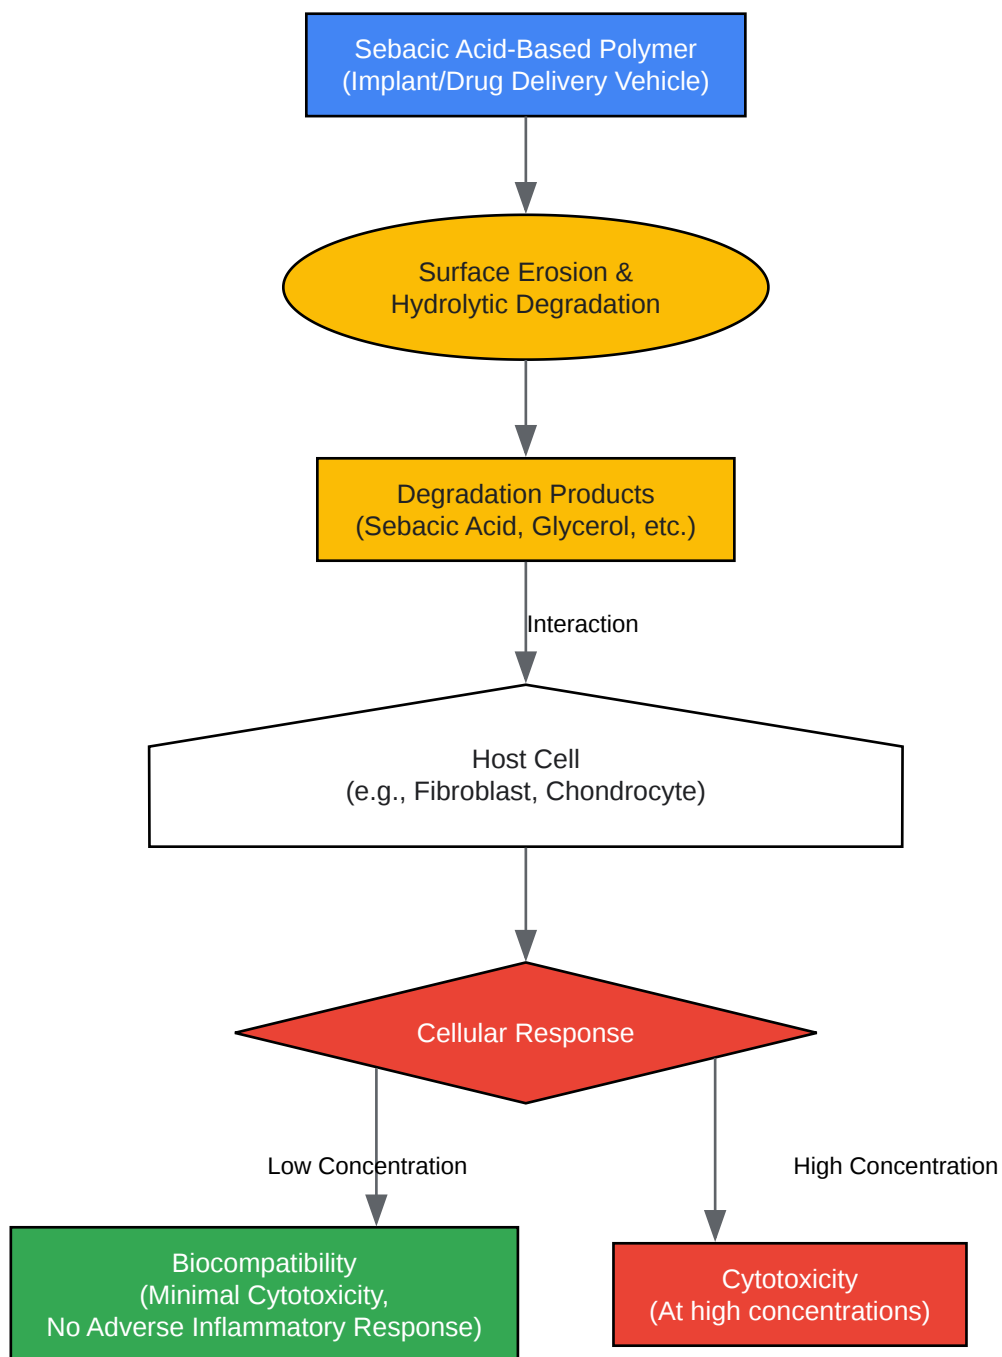 Sebacic Acid-Based Polymer
(Implant/Drug Delivery Vehicle)
Surface Erosion &
Hydrolytic Degradation
Degradation Products
(Sebacic Acid, Glycerol, etc.)
Interaction
Host Cell
(e.g., Fibroblast, Chondrocyte)
Cellular Response
Low Concentration
High Concentration
Biocompatibility
(Minimal Cytotoxicity,
No Adverse Inflammatory Response)
Cytotoxicity
(At high concentrations)